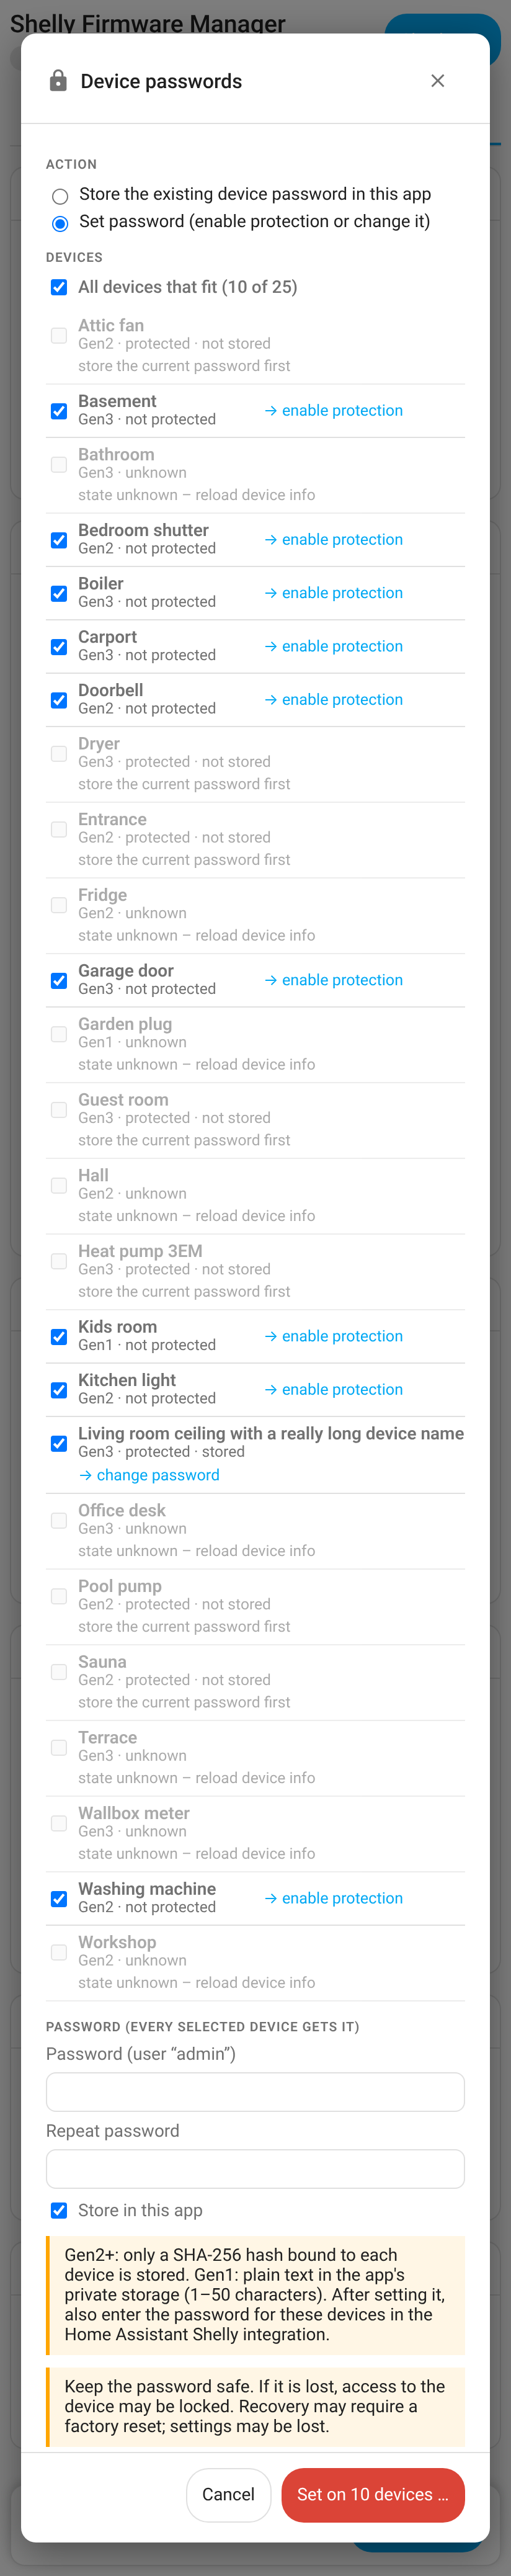 Shelly Firmware Manager
Device passwords
ACTION
Store the existing device password in this app
Set password (enable protection or change it)
DEVICES
All devices that fit (10 of 25)
Attic fan
Gen2 · protected · not stored
store the current password first
Basement
Gen3 · not protected
→ enable protection
Bathroom
Gen3 · unknown
state unknown – reload device info
Bedroom shutter
Gen2 · not protected
→ enable protection
Boiler
Gen3 · not protected
→ enable protection
Carport
Gen3 · not protected
→ enable protection
Doorbell
Gen2 · not protected
→ enable protection
Dryer
Gen3 · protected · not stored
store the current password first
Entrance
Gen2 · protected · not stored
store the current password first
Fridge
Gen2 · unknown
state unknown – reload device info
Garage door
Gen3 · not protected
→ enable protection
Garden plug
Gen1 · unknown
state unknown – reload device info
Guest room
Gen3 · protected · not stored
store the current password first
Hall
Gen2 · unknown
state unknown – reload device info
Heat pump 3EM
Gen3 · protected · not stored
store the current password first
Kids room
Gen1 · not protected
→ enable protection
Kitchen light
Gen2 · not protected
→ enable protection
Living room ceiling with a really long device name
Gen3 · protected · stored
→ change password
Office desk
Gen3 · unknown
state unknown – reload device info
Pool pump
Gen2 · protected · not stored
store the current password first
Sauna
Gen2 · protected · not stored
store the current password first
Terrace
Gen3 · unknown
state unknown – reload device info
Wallbox meter
Gen3 · unknown
state unknown – reload device info
Washing machine
Gen2 · not protected
→ enable protection
Workshop
Gen2 · unknown
state unknown – reload device info
PASSWORD (EVERY SELECTED DEVICE GETS IT)
Password (user “admin”)
Repeat password
Store in this app
Gen2+: only a SHA-256 hash bound to each
device is stored. Gen1: plain text in the app's
private storage (1–50 characters). After setting it,
also enter the password for these devices in the
Home Assistant Shelly integration.
Keep the password safe. If it is lost, access to the
device may be locked. Recovery may require a
factory reset; settings may be lost.
Cancel
Set on 10 devices ...